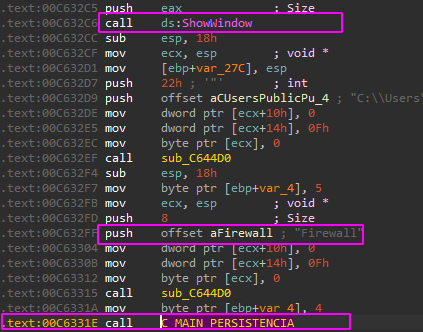 .text:00C632C5 push eax ; Size
.text:00C632C6 call ds:ShowWindow
.text:00C632CC sub esp, 18h
.text:00C632CF mov ecx, esp ; void *
.text:00C632D1 mov [ebp+var_27C], esp
.text:00C632D7 push 22h ; '"' ; int
.text:00C632D9 push offset aCUsersPublicPu_4 ; "C:\\Users\
.text:00C632DE mov dword ptr [ecx+10h], 0
.text:00C632E5 mov dword ptr [ecx+14h], 0Fh
.text:00C632EC mov byte ptr [ecx], 0
.text:00C632EF call sub_C644D0
.text:00C632F4 sub esp, 18h
.text:00C632F7 mov byte ptr [ebp+var_4], 5
.text:00C632FB mov ecx, esp ; void *
.text:00C632FD push 8 ; Size
.text:00C632FF push offset aFirewall ; "Firewall"
.text:00C63304 mov dword ptr [ecx+10h], 0
.text:00C6330B mov dword ptr [ecx+14h], 0Fh
.text:00C63312 mov byte ptr [ecx], 0
.text:00C63315 call sub_C644D0
.text:00C6331A mov byte ptr [ebp+var_4], 4
.text:00C6331E call C_MAIN_PERSISTENCIA